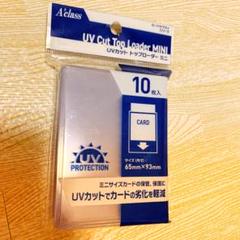 A'class
UV Cut Top Loader MINI
UVカット トップローダー ミニ
10枚入
CARD
サイズ(内寸)
65mm×93mm
UV
PROTECTION
ミニサイズカードの保管、保護に
UVカットでカードの劣化を軽減